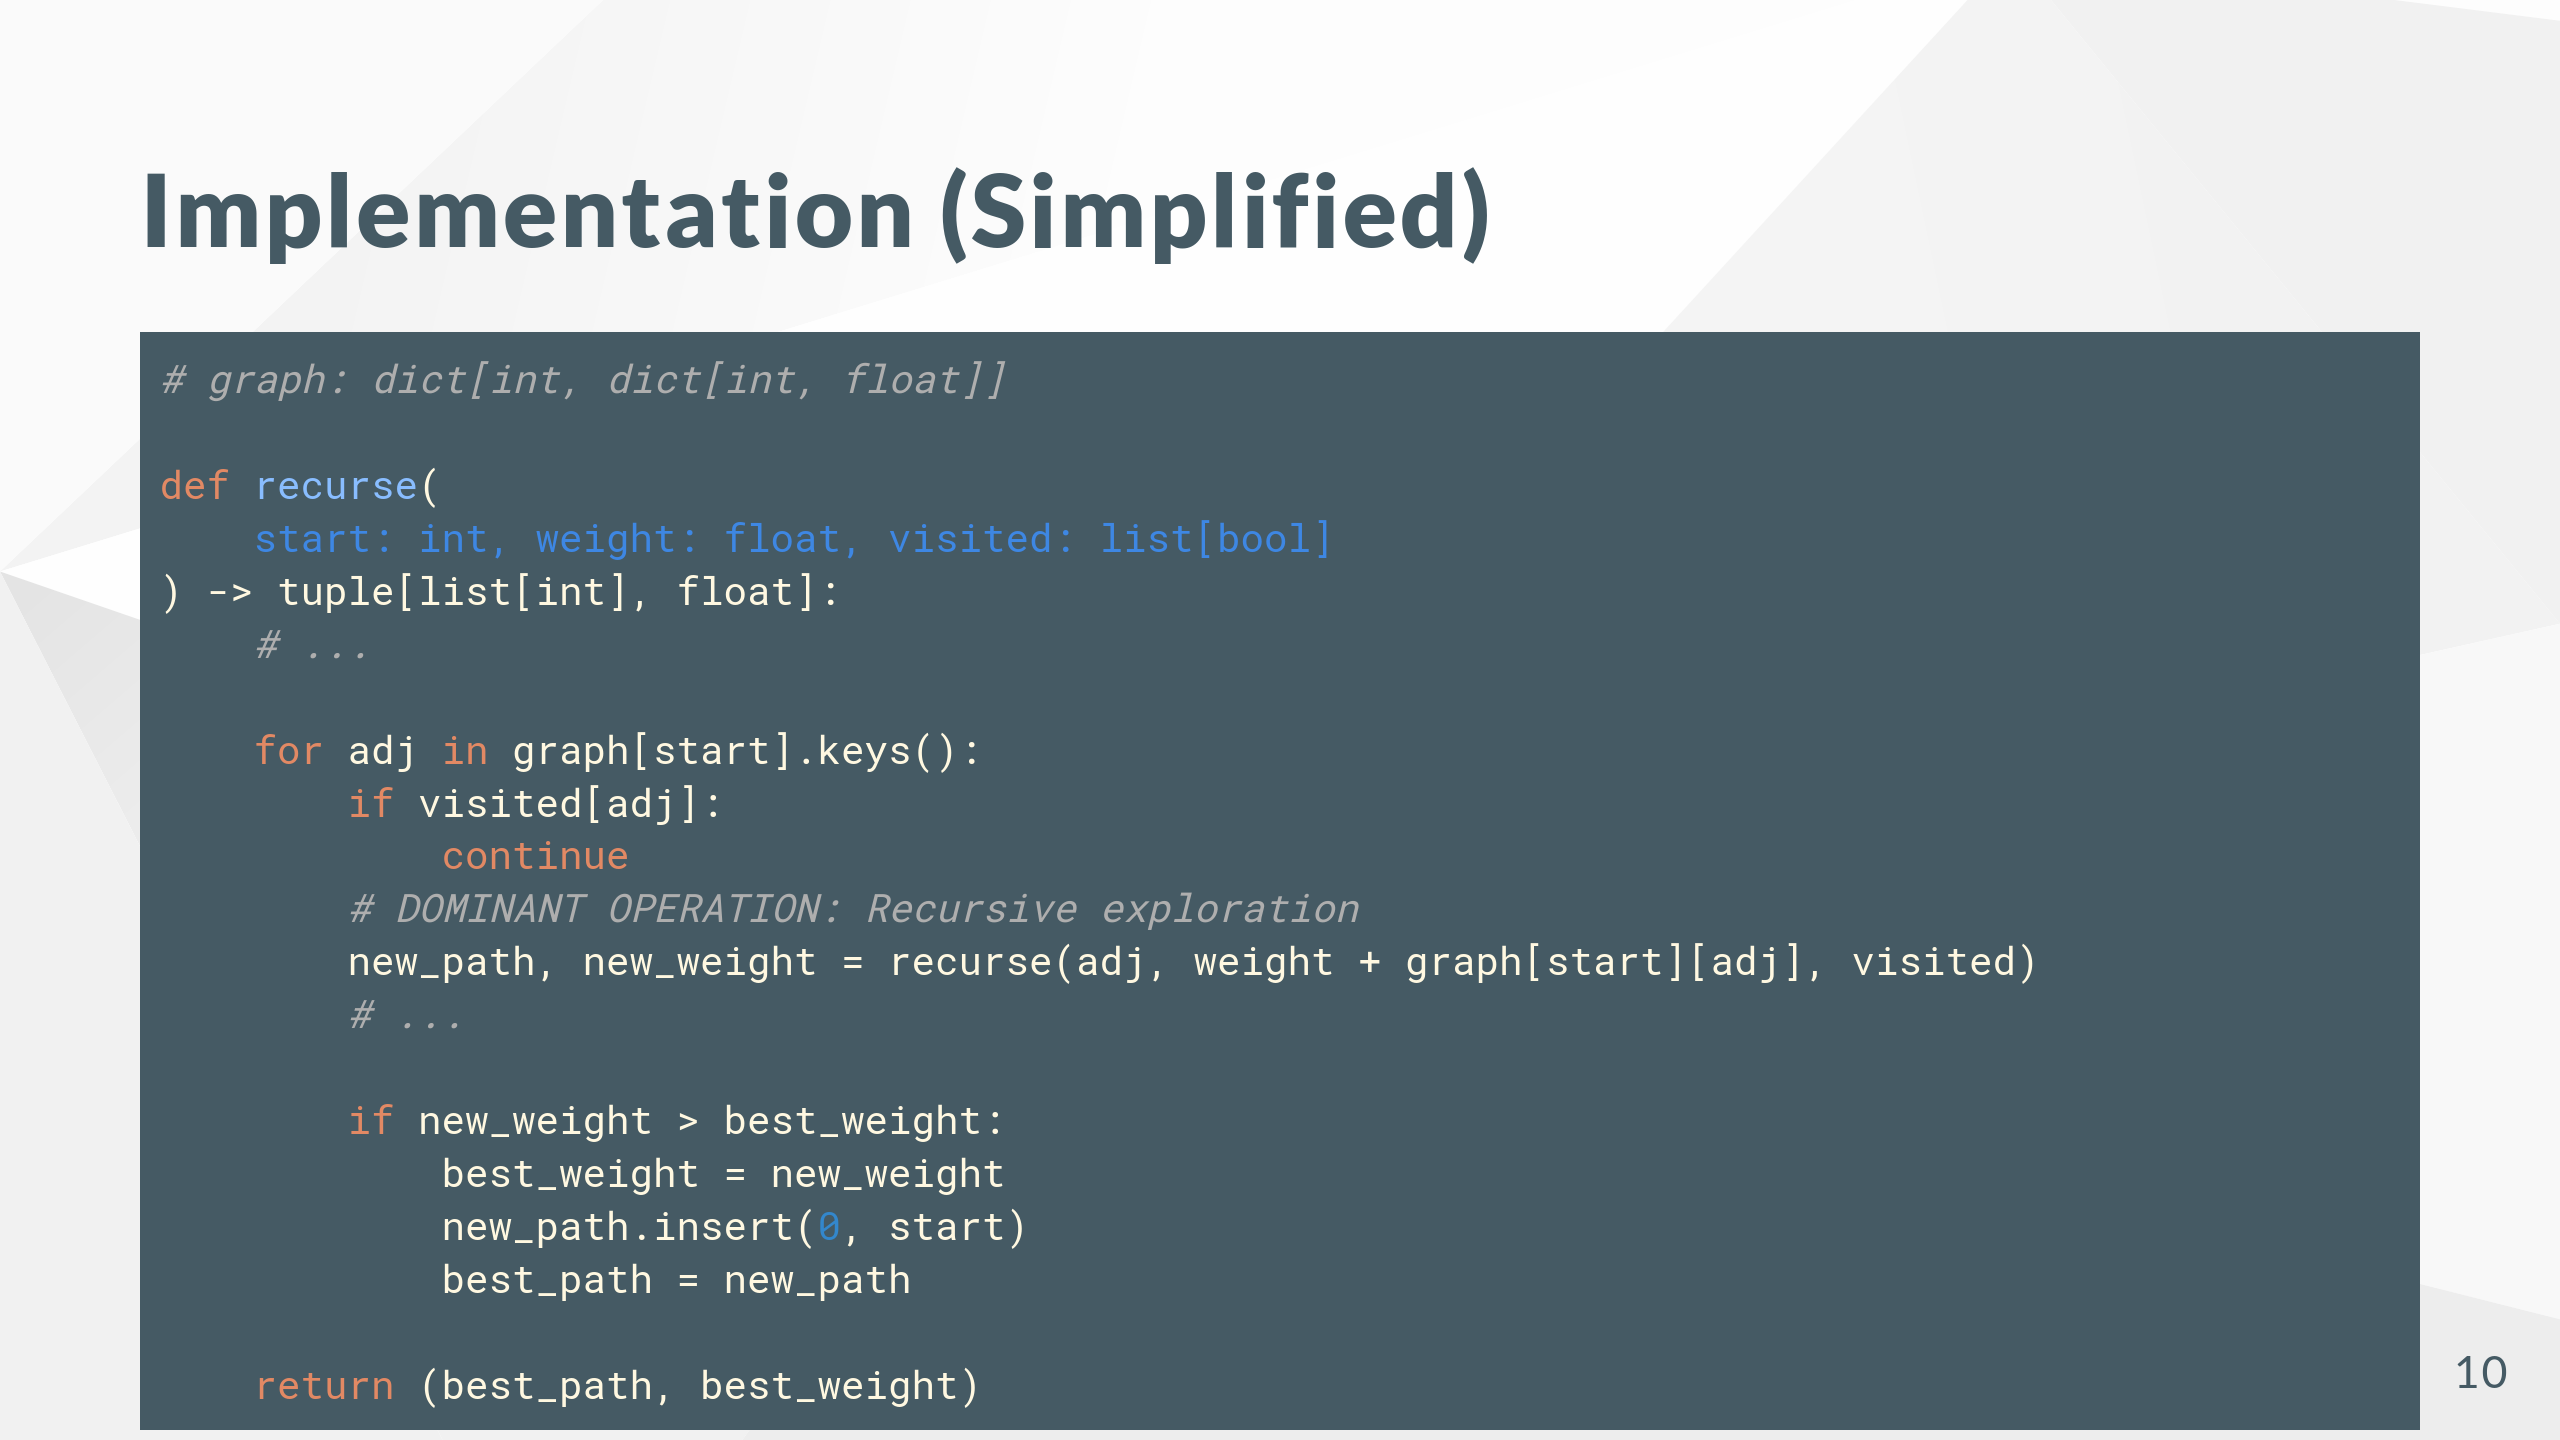 Implementation (Simplified)
# graph: dict[int, dict[int, float]]
def recurse(
    start: int, weight: float, visited: list[bool]
) -> tuple[list[int], float]:
    # ...
    for adj in graph[start].keys():
        if visited[adj]:
            continue
        # DOMINANT OPERATION: Recursive exploration
        new_path, new_weight = recurse(adj, weight + graph[start][adj], visited)
        # ...
        if new_weight > best_weight:
            best_weight = new_weight
            new_path.insert(0, start)
            best_path = new_path
    return (best_path, best_weight)
10